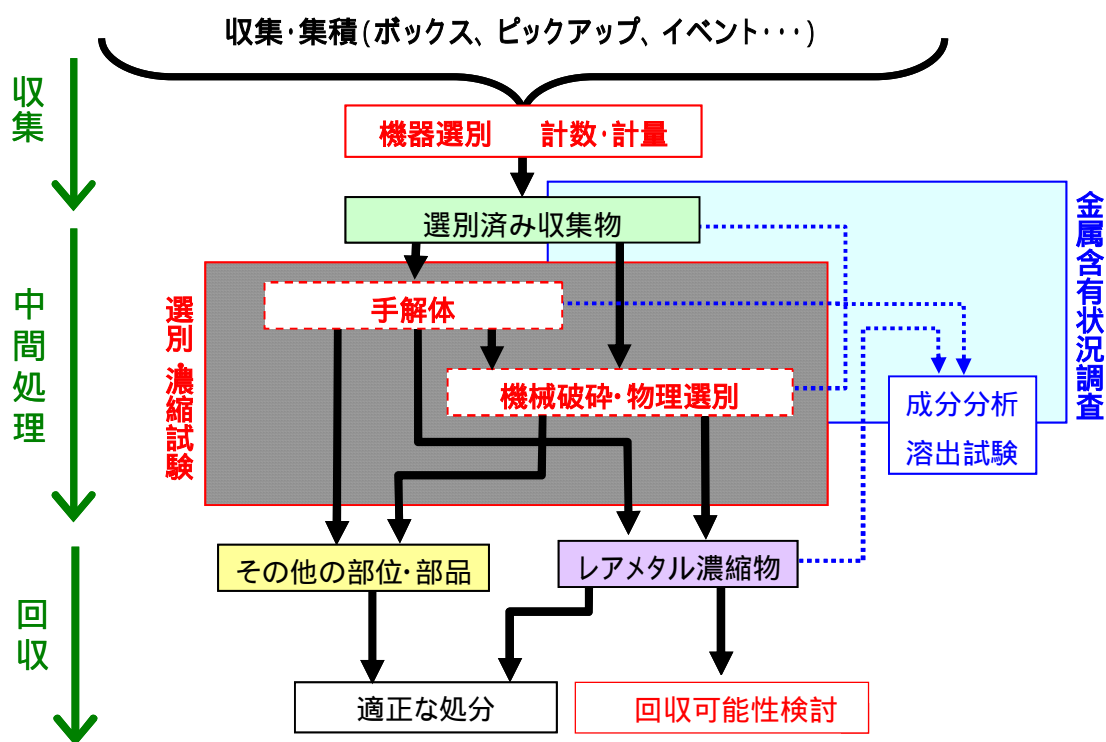 収集・集積(ボックス、ピックアップ、イベント・・・)
収集
機器選別　計数・計量
選別済み収集物
金属含有状況調査
中間処理
選別・濃縮試験
手解体
機械破砕・物理選別
成分分析
溶出試験
その他の部位・部品
レアメタル濃縮物
回収
適正な処分
回収可能性検討